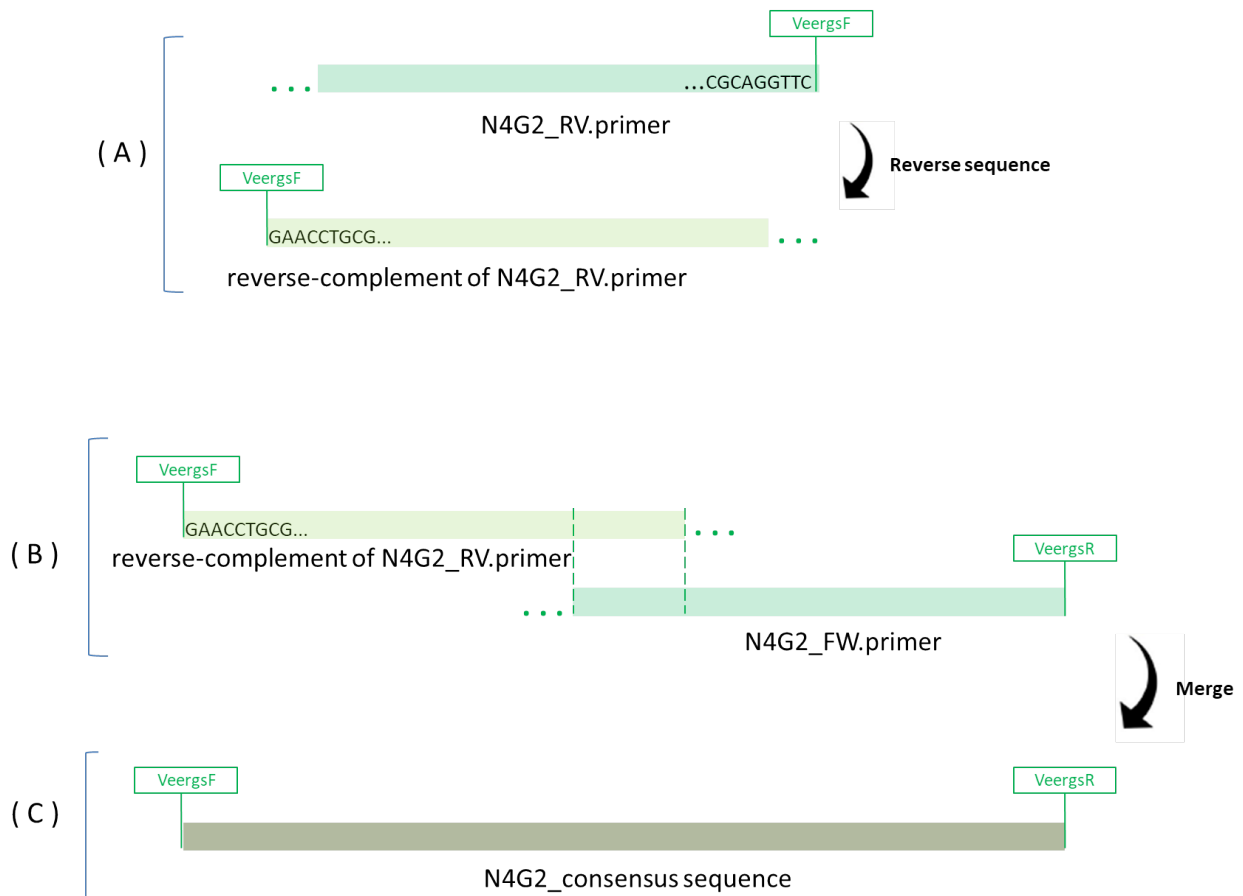 VeergsF
...CGCAGGTTC
N4G2_RV.primer
( A )
Reverse sequence
VeergsF
GAACCTGCG...
reverse-complement of N4G2_RV.primer
VeergsF
GAACCTGCG...
( B )
reverse-complement of N4G2_RV.primer
VeergsR
N4G2_FW.primer
Merge
VeergsF
VeergsR
( C )
N4G2_consensus sequence